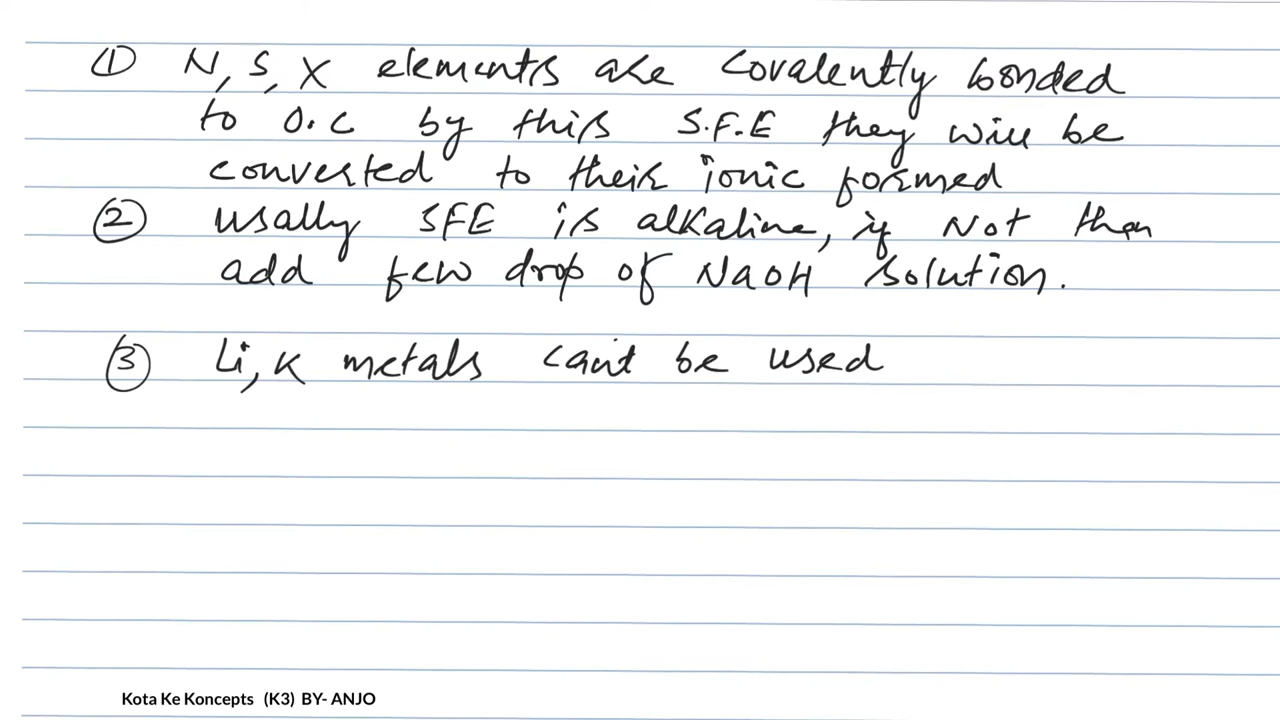 ① N, S, X elements are covalently bonded
to O.C by this S.F.E they will be
converted to their ionic formed
② usally SFE is alkaline, if Not then
add few drop of NaOH solution.
③ Li, K metals can't be used
Kota Ke Koncepts (K3) BY- ANJO